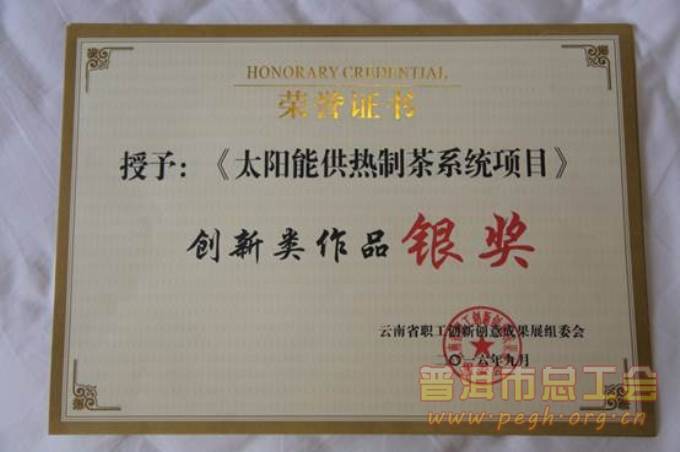 HONORARY CREDENTIAL
荣誉证书
授予：《太阳能供热制茶系统项目》
创新类作品银奖
云南省职工创新创意成果展组委会
二〇一六年九月
普洱市总工会
www.pegh.org.cn